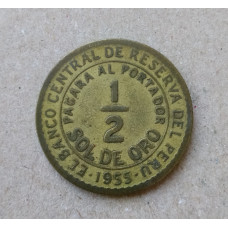 EL BANCO CENTRAL DE RESERVA DEL PERU
PAGARA AL PORTADOR
1
2
SOL DE ORO
·1955·